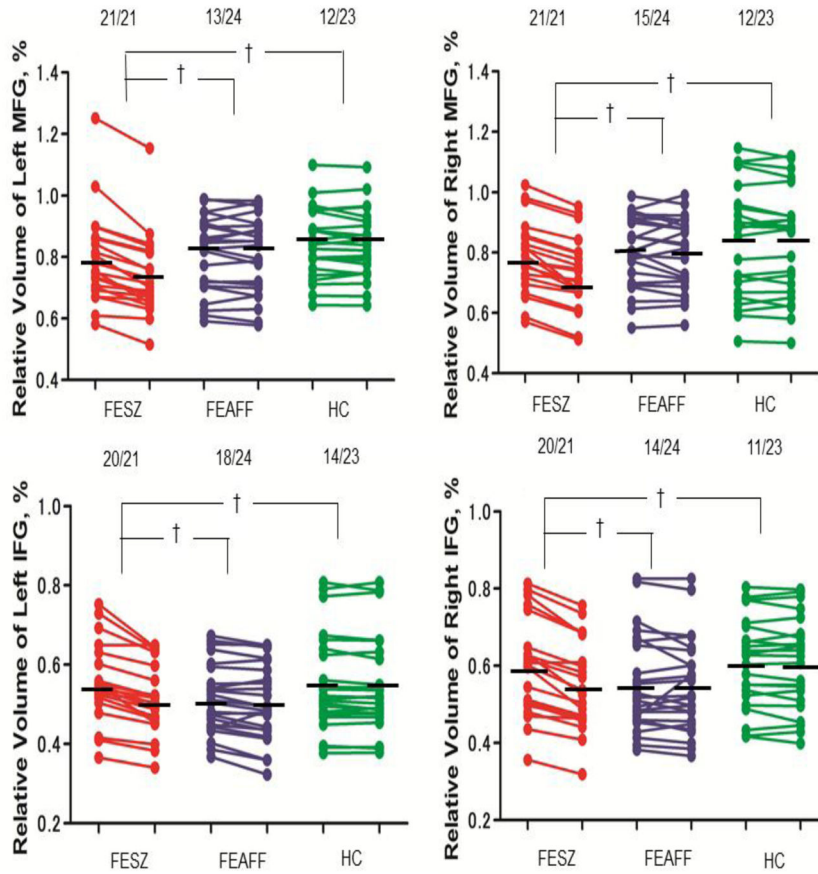 21/21 13/24 12/23
†
†
Relative Volume of Left MFG, %
1.4
1.2
1.0
0.8
0.6
0.4
FESZ FEAFF HC
21/21 15/24 12/23
†
†
Relative Volume of Right MFG, %
1.4
1.2
1.0
0.8
0.6
0.4
FESZ FEAFF HC
20/21 18/24 14/23
†
†
Relative Volume of Left IFG, %
1.0
0.8
0.6
0.4
0.2
FESZ FEAFF HC
20/21 14/24 11/23
†
†
Relative Volume of Right IFG, %
1.0
0.8
0.6
0.4
0.2
FESZ FEAFF HC